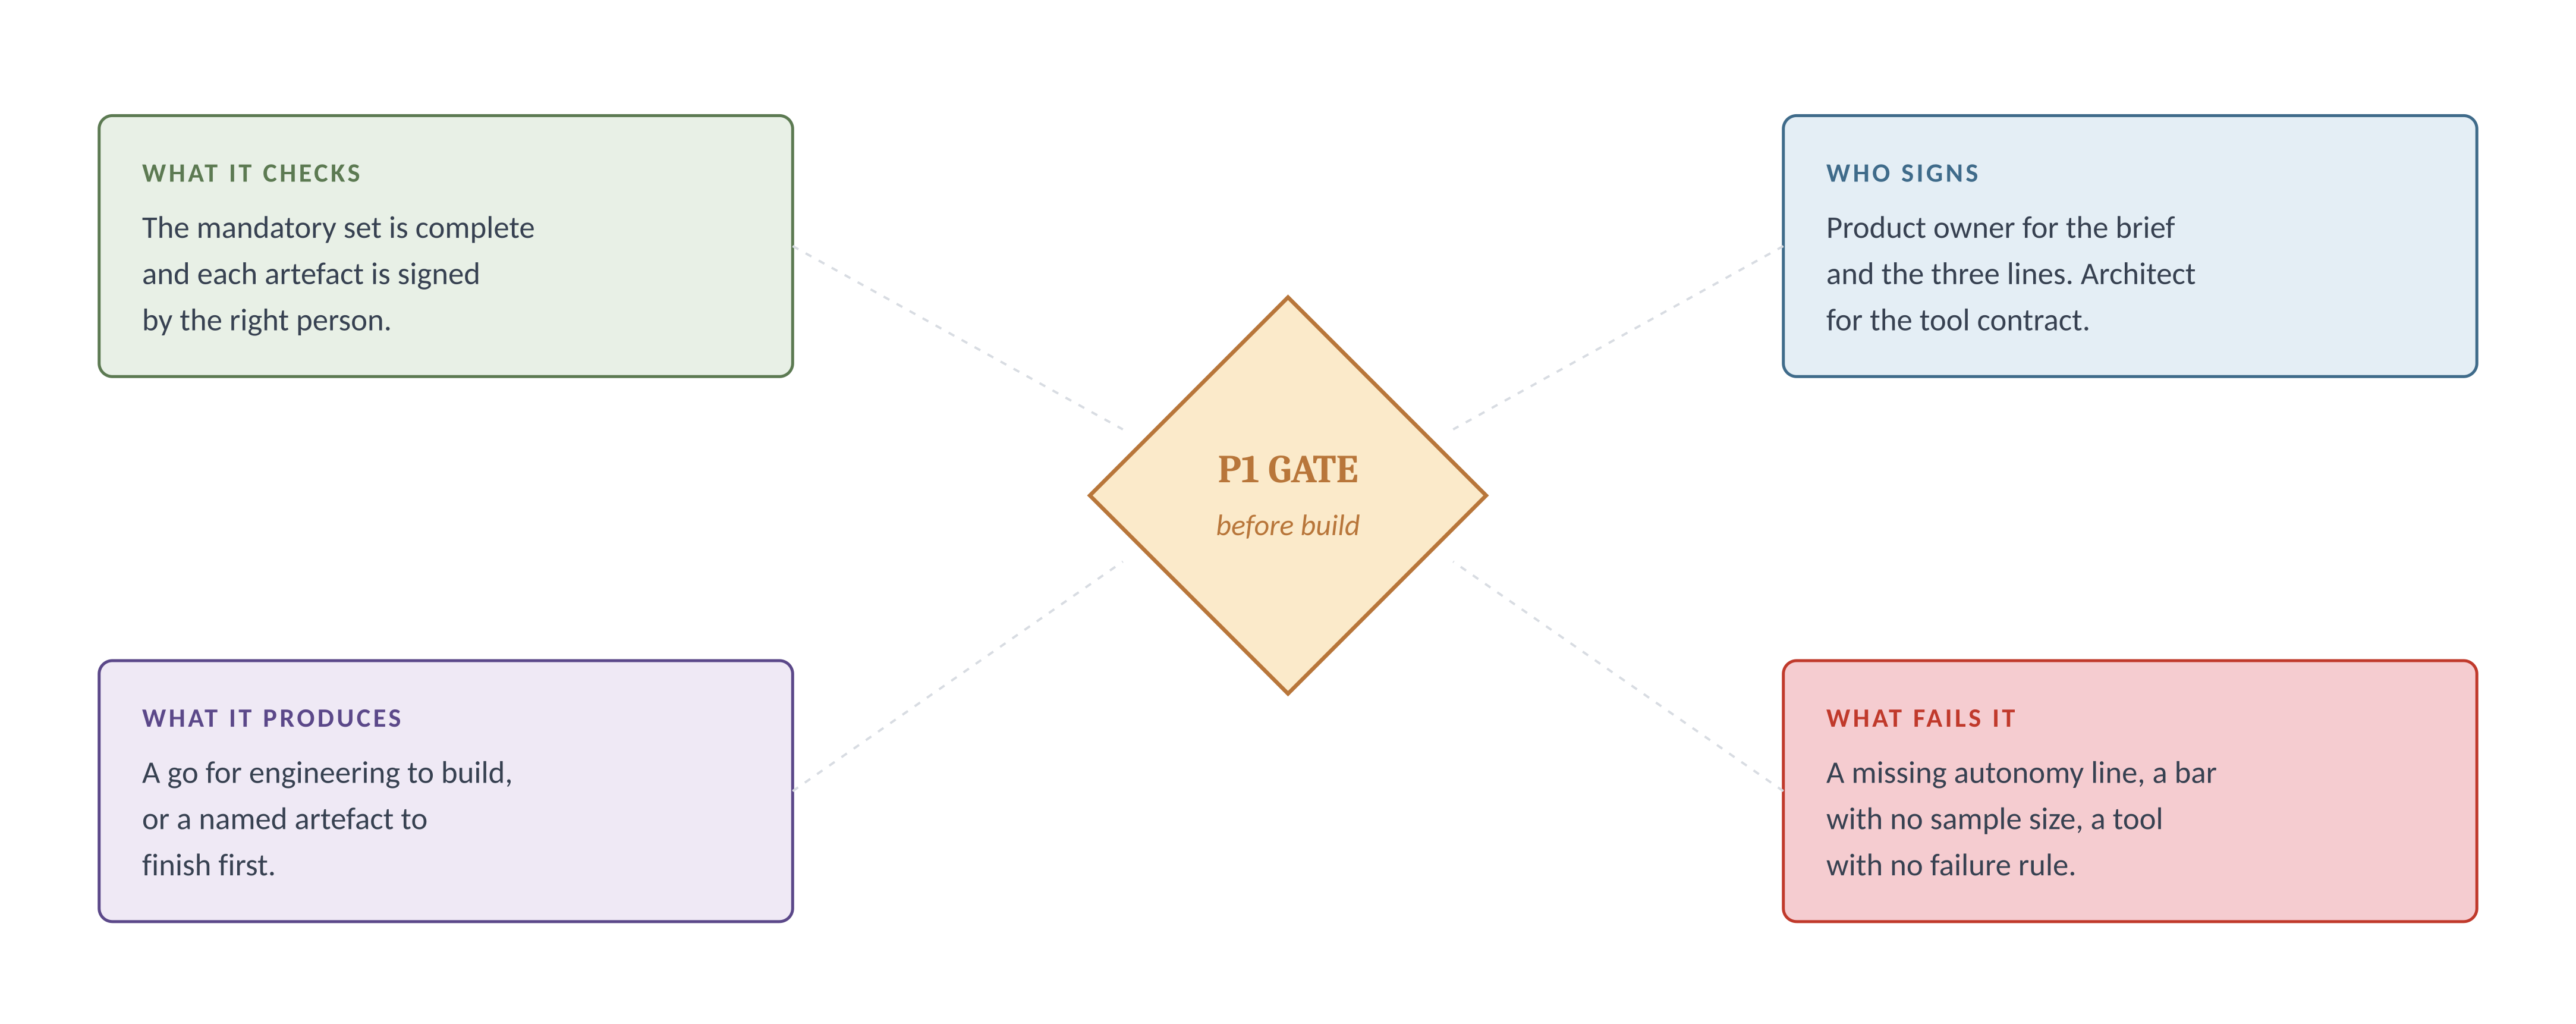 WHAT IT CHECKS
The mandatory set is complete
and each artefact is signed
by the right person.
WHO SIGNS
Product owner for the brief
and the three lines. Architect
for the tool contract.
P1 GATE
before build
WHAT IT PRODUCES
A go for engineering to build,
or a named artefact to
finish first.
WHAT FAILS IT
A missing autonomy line, a bar
with no sample size, a tool
with no failure rule.